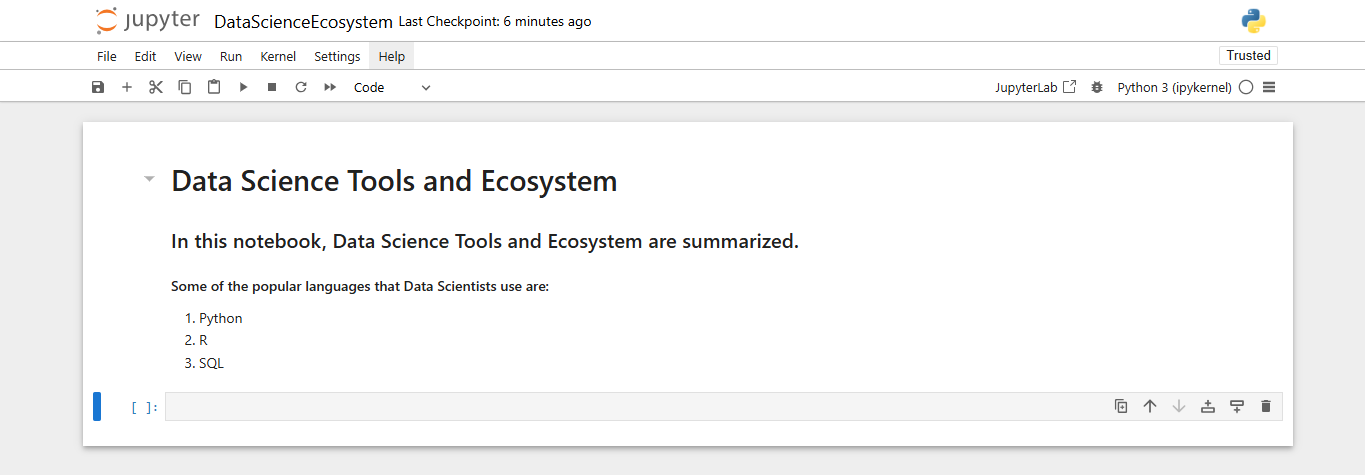 jupyter DataScienceEcosystem Last Checkpoint: 6 minutes ago
File Edit View Run Kernel Settings Help Trusted
Code JupyterLab Python 3 (ipykernel)
Data Science Tools and Ecosystem
In this notebook, Data Science Tools and Ecosystem are summarized.
Some of the popular languages that Data Scientists use are:
1. Python
2. R
3. SQL
[ ]: